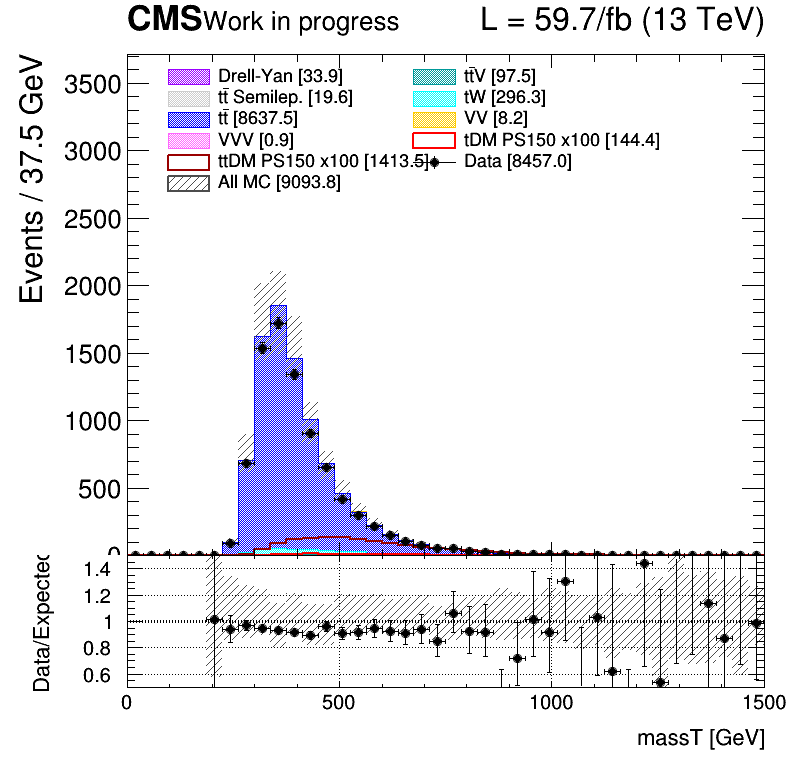 CMS Work in progress L = 59.7/fb (13 TeV)
Events / 37.5 GeV
3500
3000
2500
2000
1500
1000
500
0
Drell-Yan [33.9] tt̄V [97.5]
tt̄ Semilep. [19.6] tW [296.3]
tt̄ [8637.5] VV [8.2]
VVV [0.9] tDM PS150 x100 [144.4]
ttDM PS150 x100 [1413.5] Data [8457.0]
All MC [9093.8]
Data/Expected
1.4
1.2
1
0.8
0.6
0 500 1000 1500
massT [GeV]